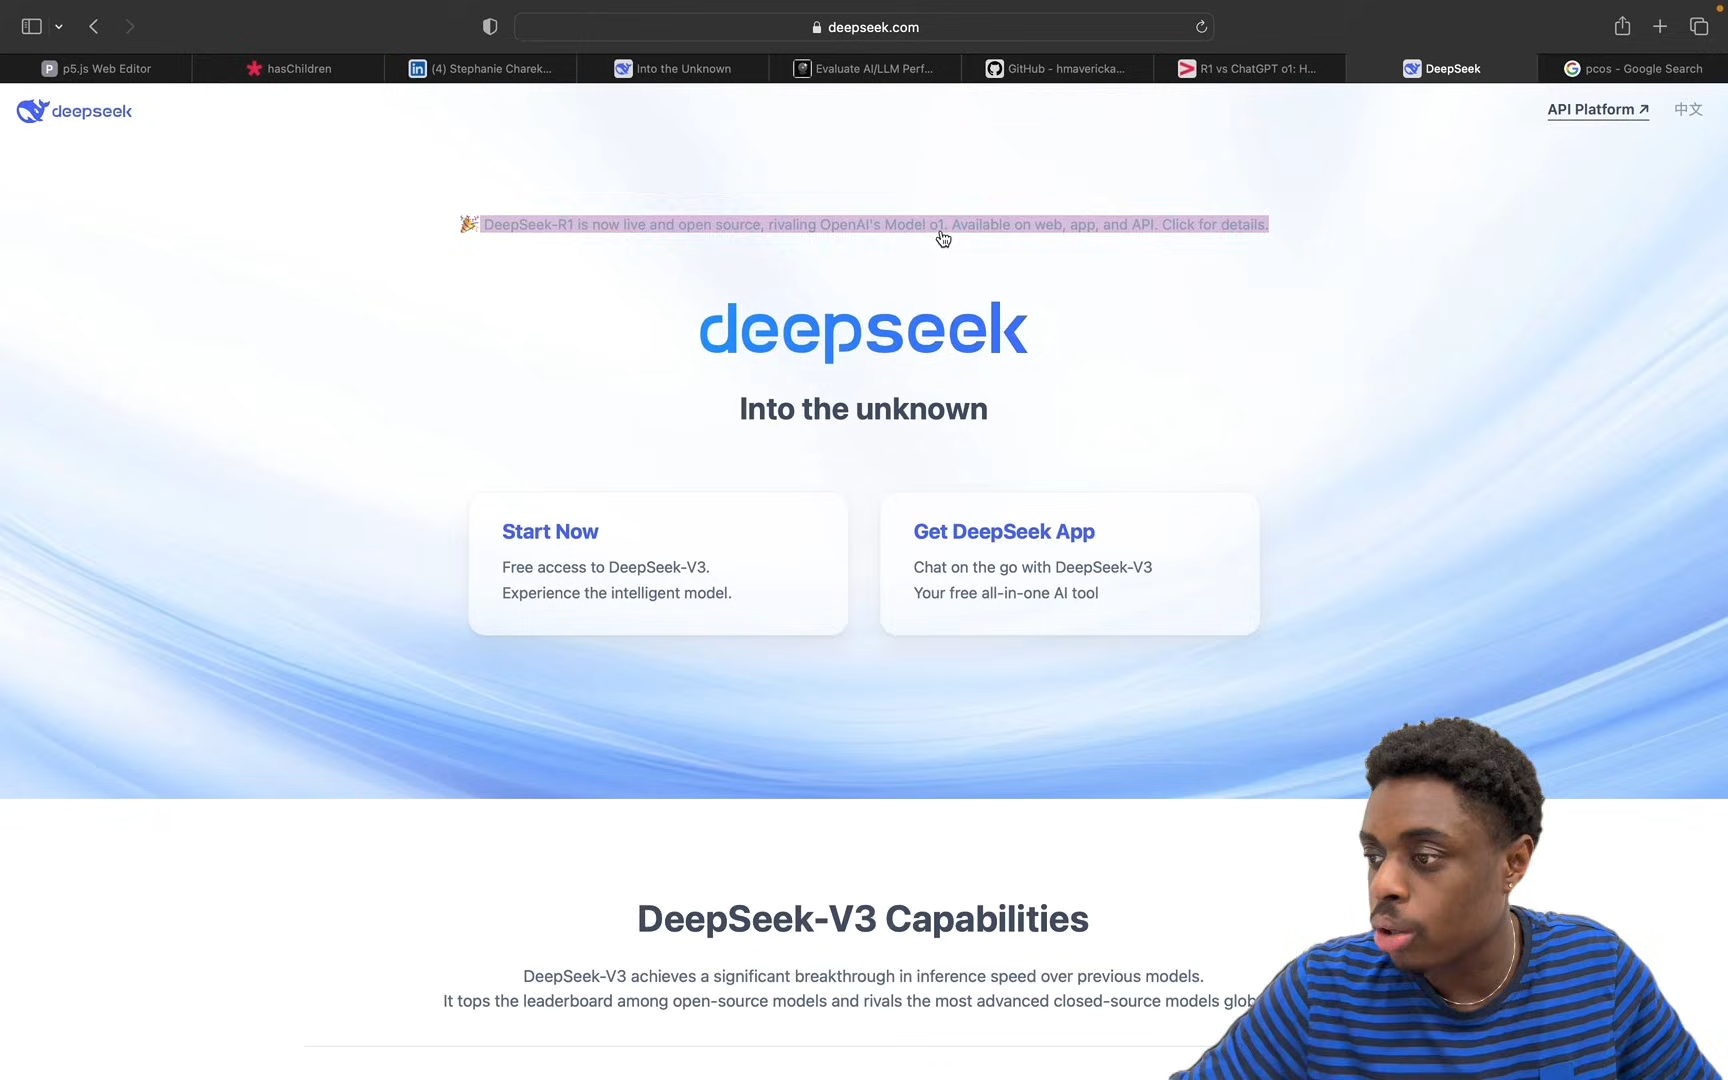 deepseek.com
p5.js Web Editor
hasChildren
(4) Stephanie Charek...
Into the Unknown
Evaluate AI/LLM Perf...
GitHub - hmavericka...
R1 vs ChatGPT o1: H...
DeepSeek
pcos - Google Search
deepseek
API Platform
中文
🎉 DeepSeek-R1 is now live and open source, rivaling OpenAI's Model o1. Available on web, app, and API. Click for details.
deepseek
Into the unknown
Start Now
Free access to DeepSeek-V3.
Experience the intelligent model.
Get DeepSeek App
Chat on the go with DeepSeek-V3
Your free all-in-one AI tool
DeepSeek-V3 Capabilities
DeepSeek-V3 achieves a significant breakthrough in inference speed over previous models.
It tops the leaderboard among open-source models and rivals the most advanced closed-source models glob